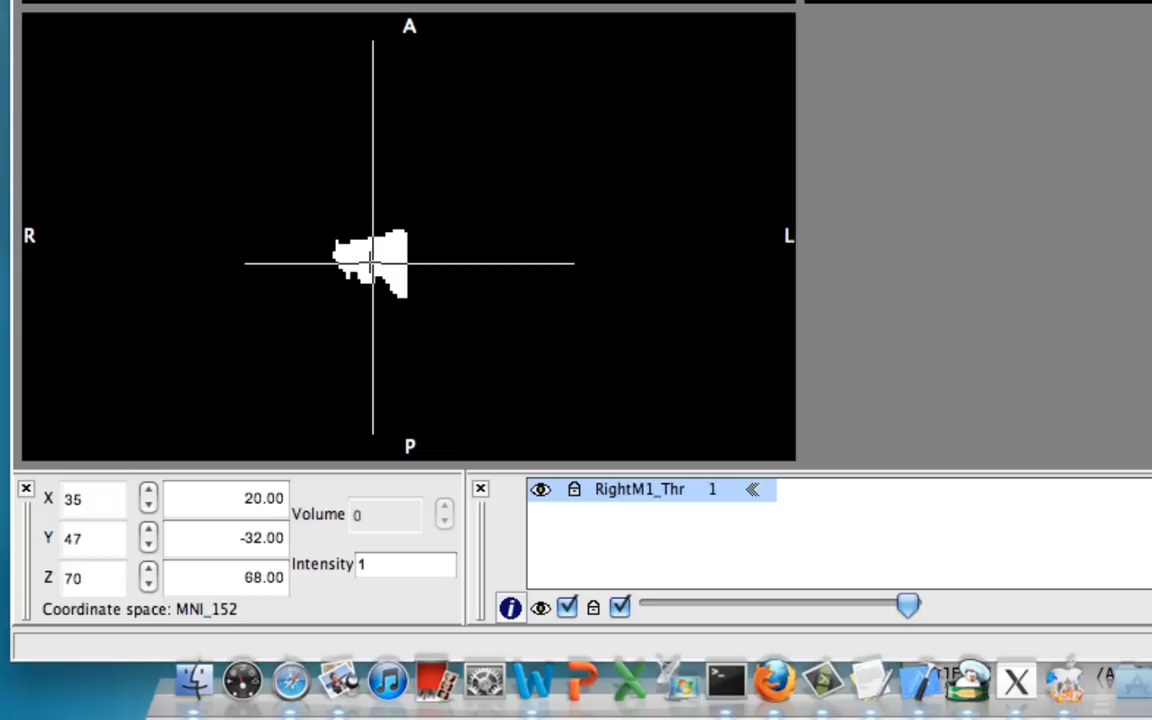 A
R
L
P
X 35 20.00
Volume 0
Y 47 -32.00
Intensity 1
Z 70 68.00
Coordinate space: MNI_152
RightM1_Thr 1